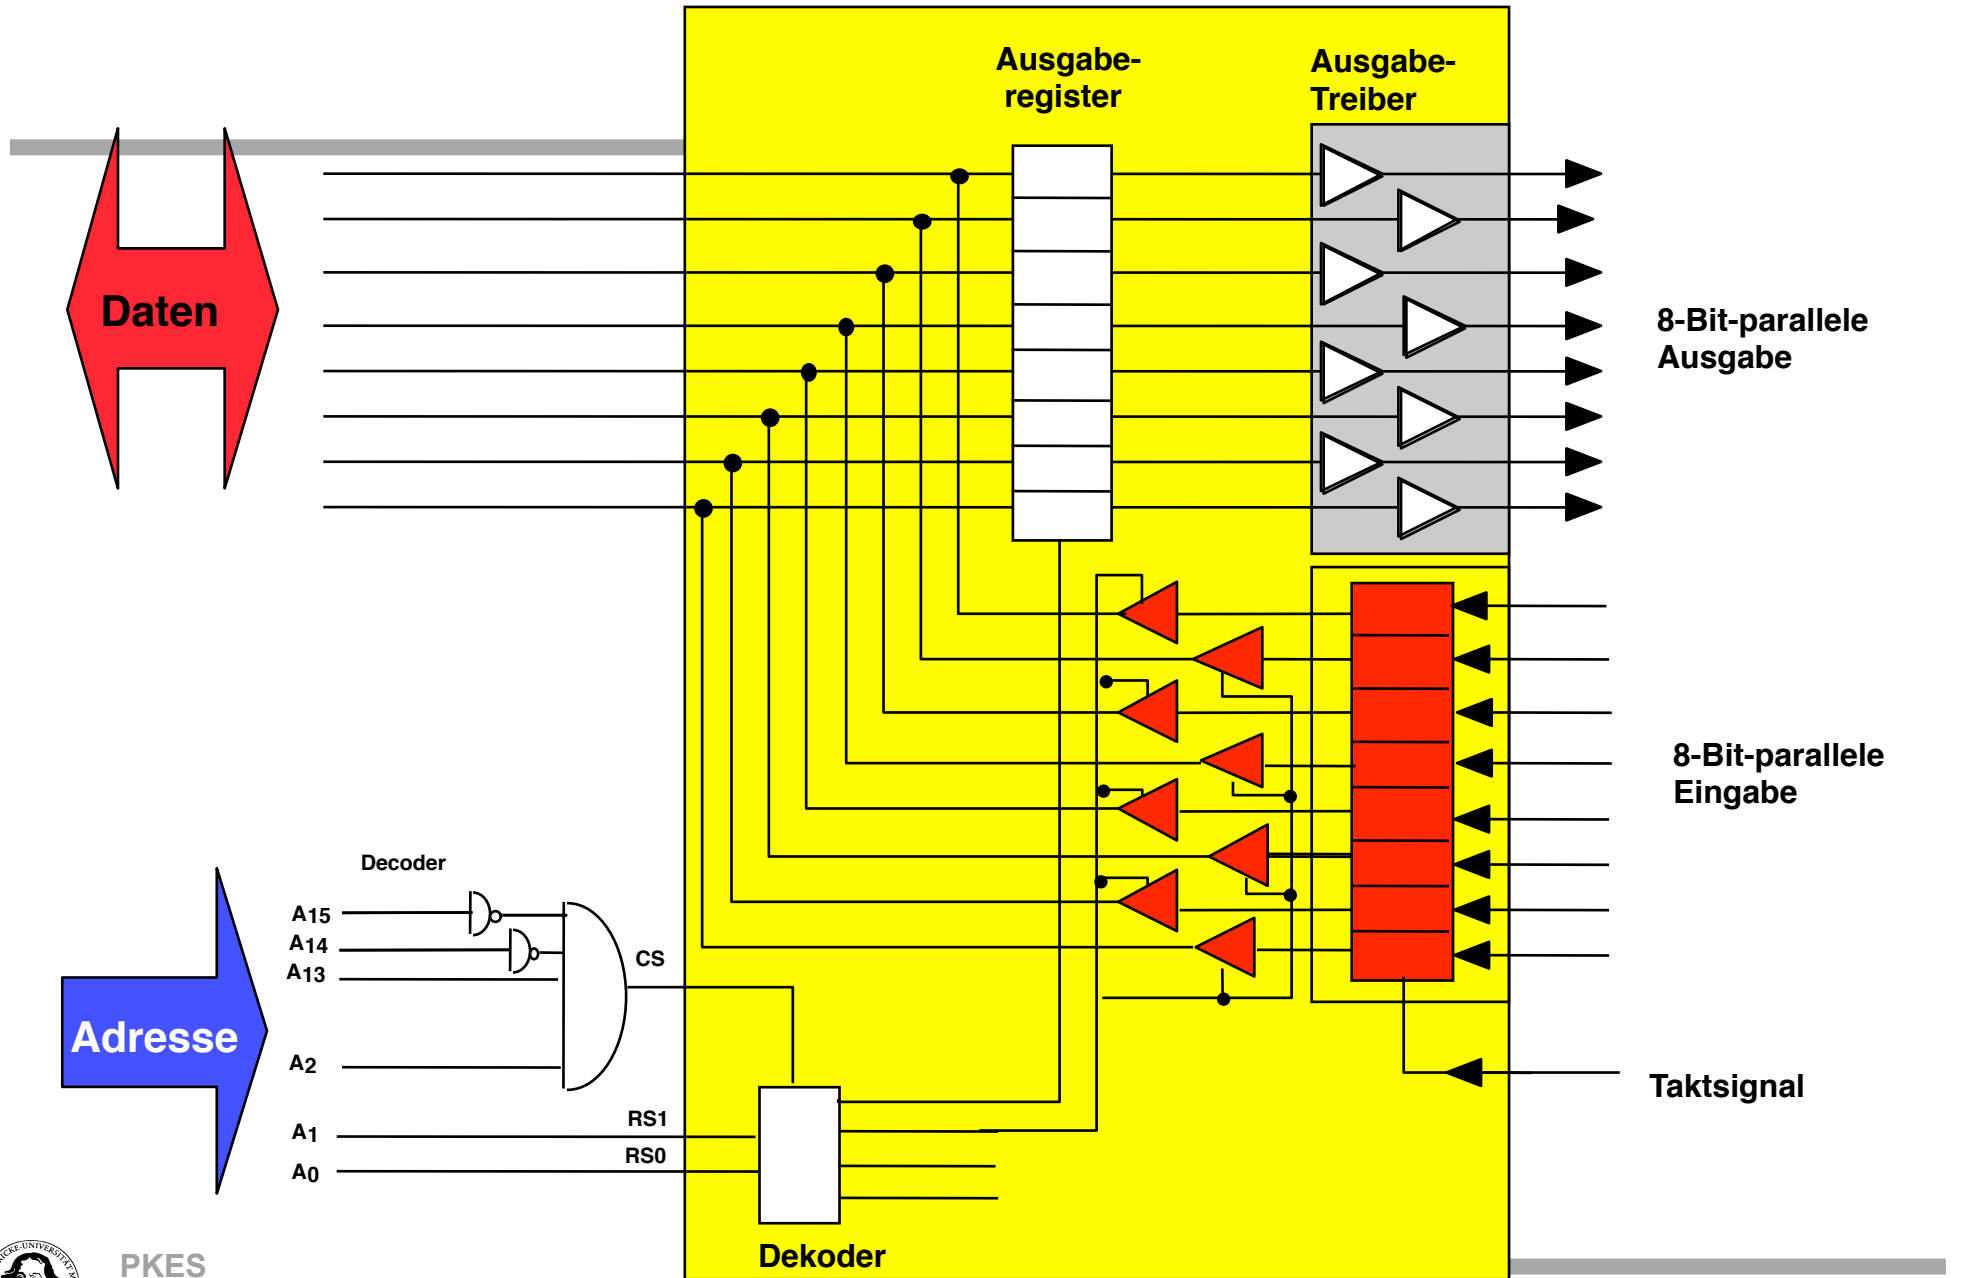 Ausgabe-
register
Ausgabe-
Treiber
Daten
8-Bit-parallele
Ausgabe
8-Bit-parallele
Eingabe
Decoder
A15
A14
A13
CS
Adresse
A2
Taktsignal
A1
RS1
A0
RS0
Dekoder
PKES